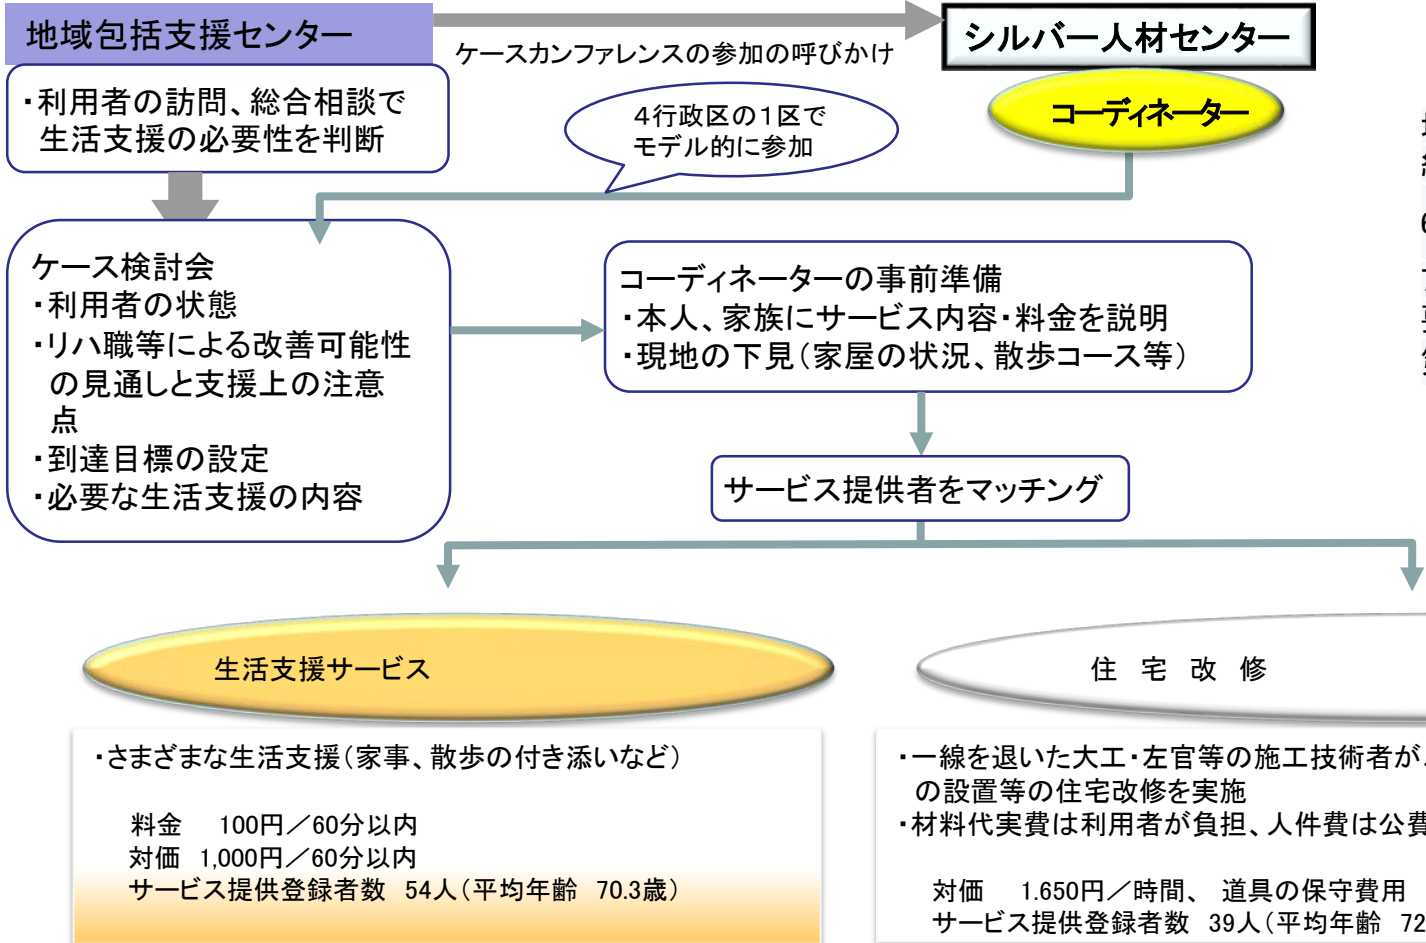 地域包括支援センター
ケースカンファレンスの参加の呼びかけ
シルバー人材センター
コーディネーター
・利用者の訪問、総合相談で
生活支援の必要性を判断
4行政区の1区で
モデル的に参加
ケース検討会
・利用者の状態
・リハ職等による改善可能性
の見通しと支援上の注意
点
・到達目標の設定
・必要な生活支援の内容
コーディネーターの事前準備
・本人、家族にサービス内容・料金を説明
・現地の下見(家屋の状況、散歩コース等)
サービス提供者をマッチング
生活支援サービス
・さまざまな生活支援(家事、散歩の付き添いなど)
料金 100円/60分以内
対価 1,000円/60分以内
サービス提供登録者数 54人(平均年齢 70.3歳)
住 宅 改 修
・一線を退いた大工・左官等の施工技術者が
の設置等の住宅改修を実施
・材料代実費は利用者が負担、人件費は公費
対価 1.650円/時間、 道具の保守費用
サービス提供登録者数 39人(平均年齢 72